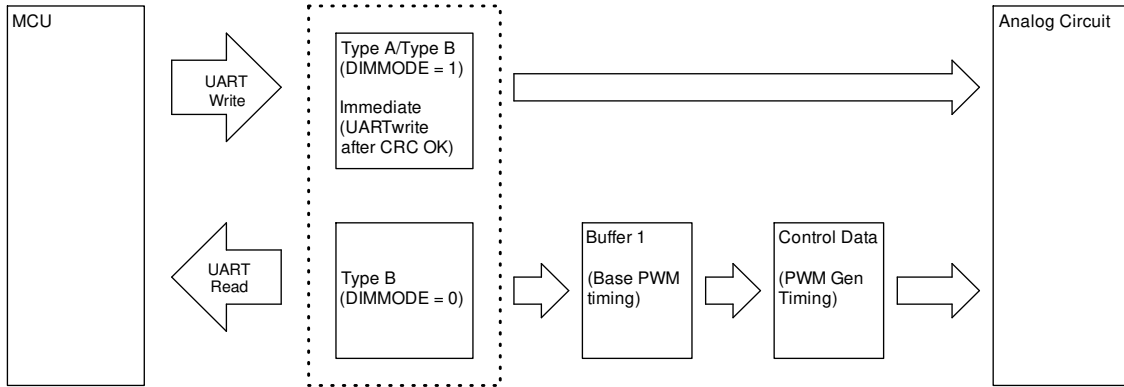 MCU
UART
Write
Type A/Type B
(DIMMODE = 1)
Immediate
(UARTwrite
after CRC OK)
Analog Circuit
UART
Read
Type B
(DIMMODE = 0)
Buffer 1
(Base PWM
timing)
Control Data
(PWM Gen
Timing)